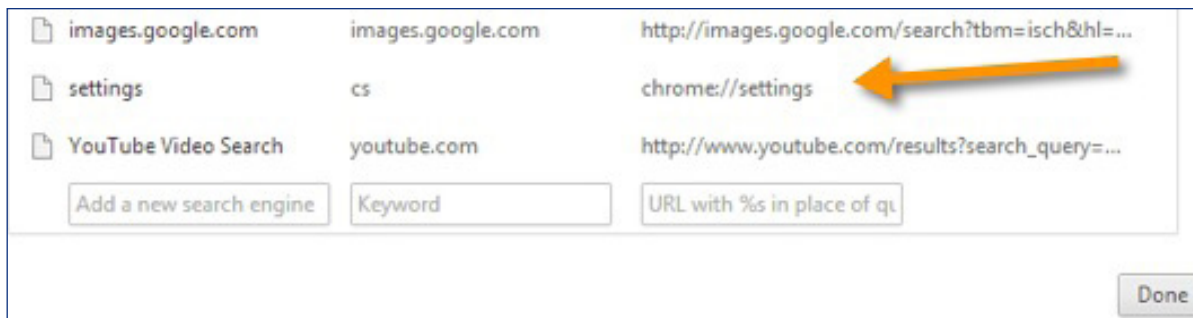 images.google.com images.google.com http://images.google.com/search?tbm=isch&hl=...
settings cs chrome://settings
YouTube Video Search youtube.com http://www.youtube.com/results?search_query=...
Add a new search engine Keyword URL with %s in place of qu
Done